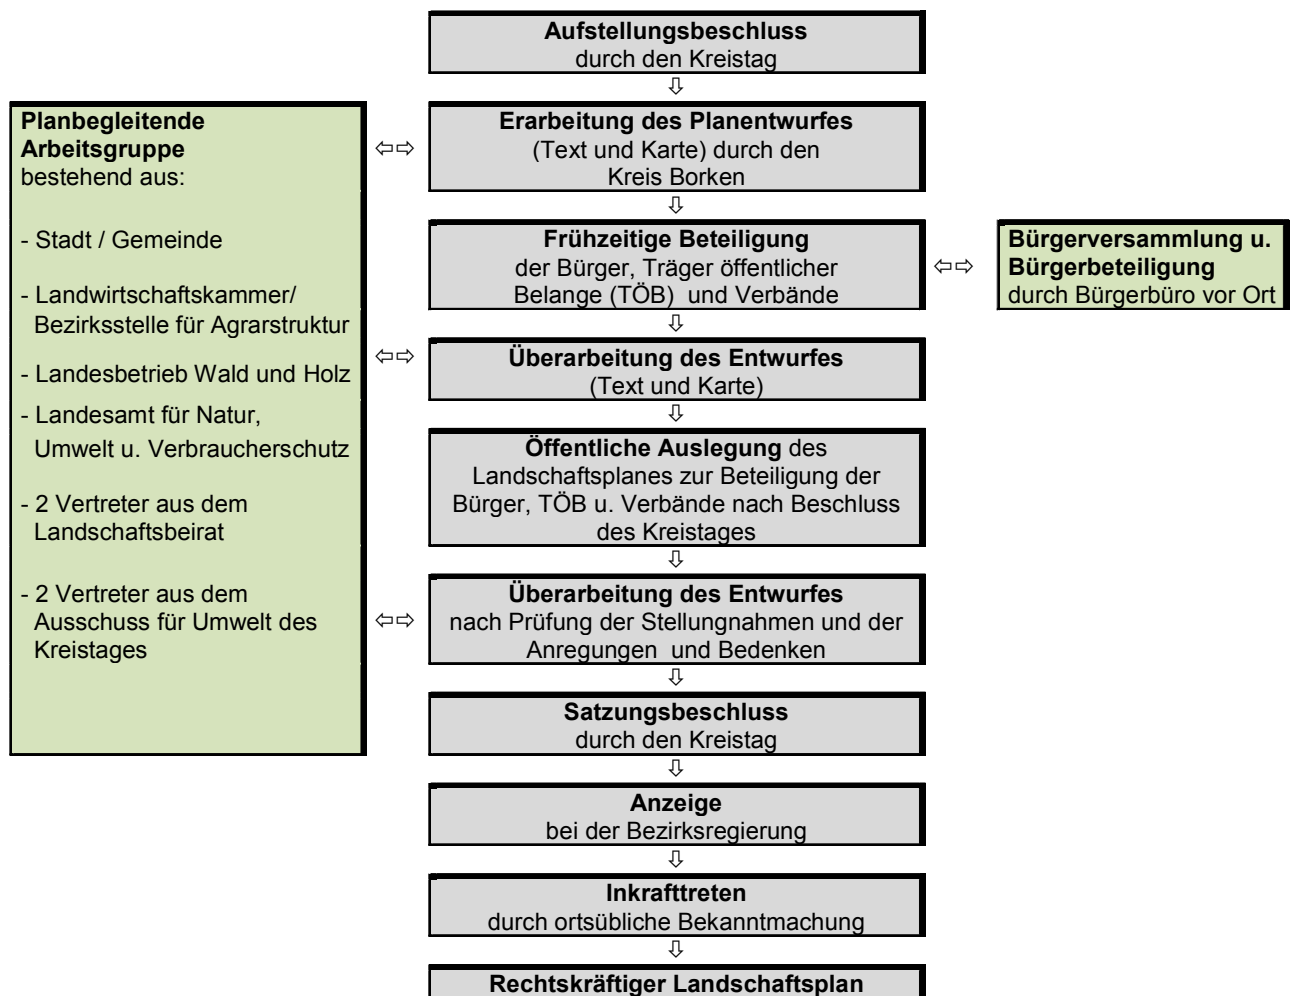 Aufstellungsbeschluss
durch den Kreistag
Planbegleitende
Arbeitsgruppe
bestehend aus:
- Stadt / Gemeinde
- Landwirtschaftskammer/
Bezirksstelle für Agrarstruktur
- Landesbetrieb Wald und Holz
- Landesamt für Natur,
Umwelt u. Verbraucherschutz
- 2 Vertreter aus dem
Landschaftsbeirat
- 2 Vertreter aus dem
Ausschuss für Umwelt des
Kreistages
Erarbeitung des Planentwurfes
(Text und Karte) durch den
Kreis Borken
Frühzeitige Beteiligung
der Bürger, Träger öffentlicher
Belange (TÖB) und Verbände
Bürgerversammlung u.
Bürgerbeteiligung
durch Bürgerbüro vor Ort
Überarbeitung des Entwurfes
(Text und Karte)
Öffentliche Auslegung des
Landschaftsplanes zur Beteiligung der
Bürger, TÖB u. Verbände nach Beschluss
des Kreistages
Überarbeitung des Entwurfes
nach Prüfung der Stellungnahmen und der
Anregungen und Bedenken
Satzungsbeschluss
durch den Kreistag
Anzeige
bei der Bezirksregierung
Inkrafttreten
durch ortsübliche Bekanntmachung
Rechtskräftiger Landschaftsplan